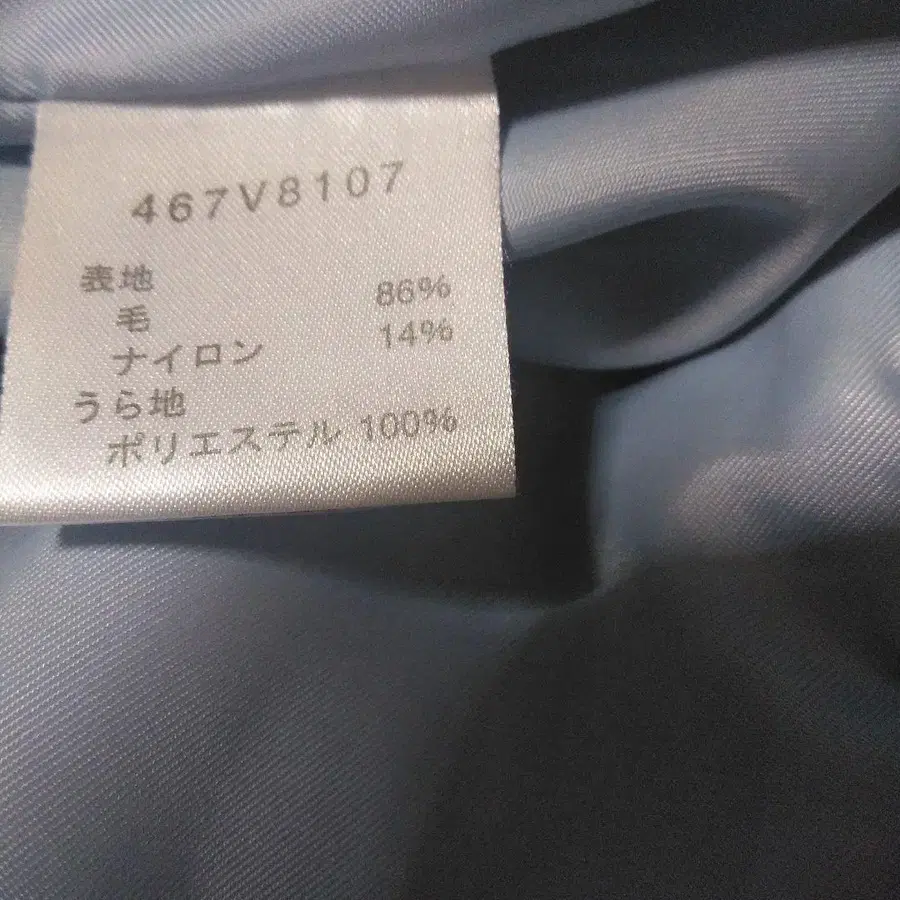 467V8107
表地
毛 86%
ナイロン 14%
うら地
ポリエステル 100%